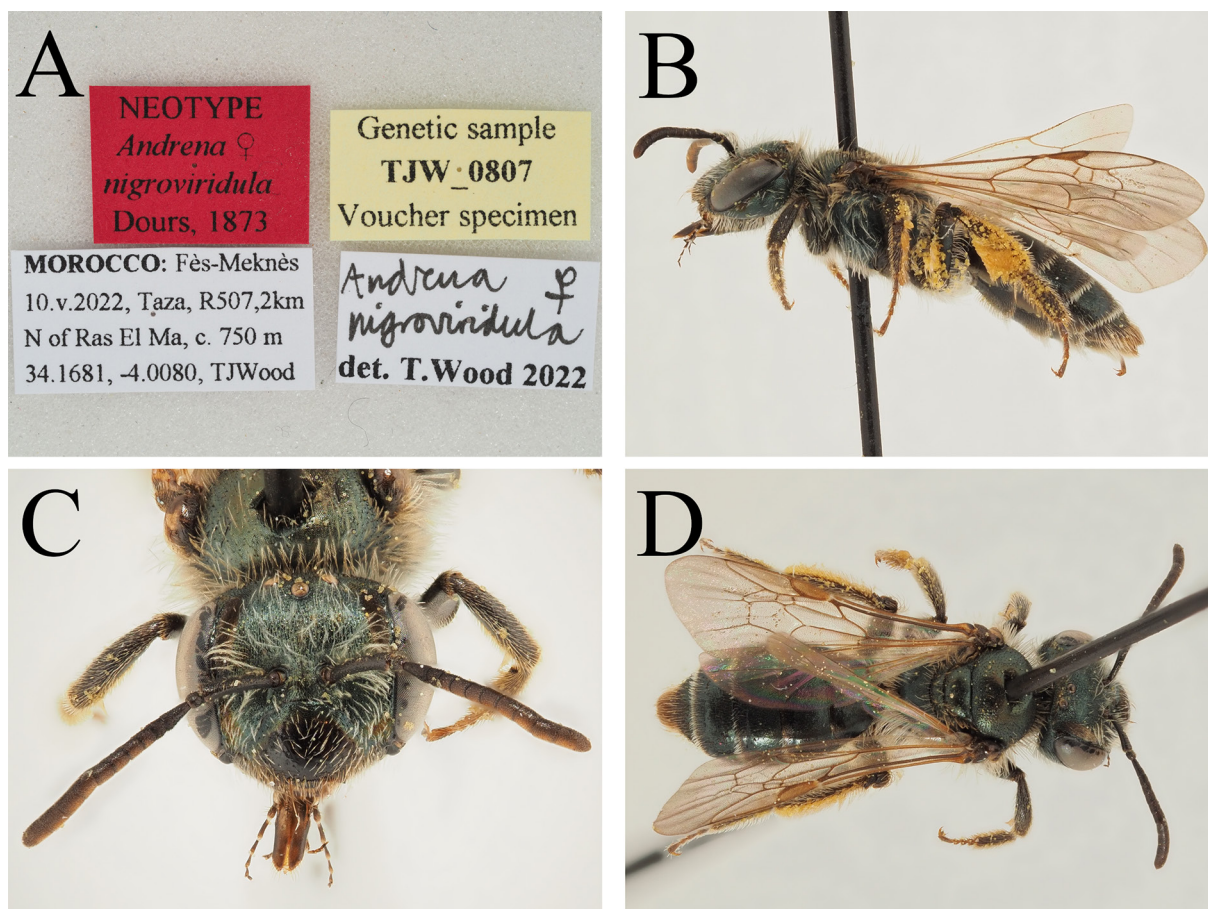 A
NEOTYPE
Andrena ♀
nigroviridula
Dours, 1873
Genetic sample
TJW_0807
Voucher specimen
MOROCCO: Fès-Meknès
10.v.2022, Taza, R507,2km
N of Ras El Ma, c. 750 m
34.1681, -4.0080, TJWood
Andrena ♀
nigroviridula
det. T.Wood 2022
B
C
D